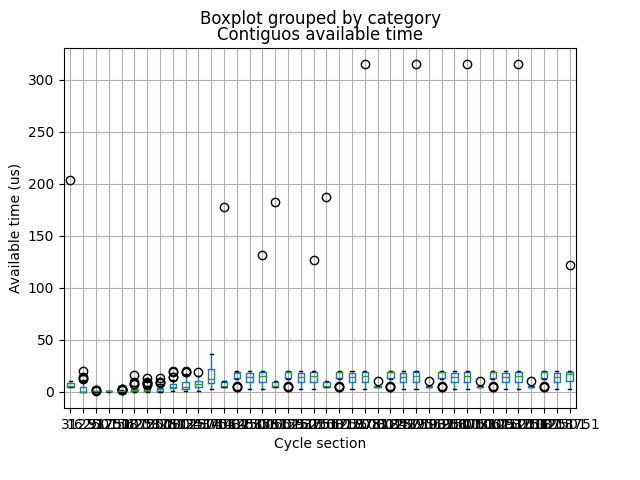 Boxplot grouped by category
Contiguos available time
300
250
200
150
100
50
0
Available time (us)
Cycle section